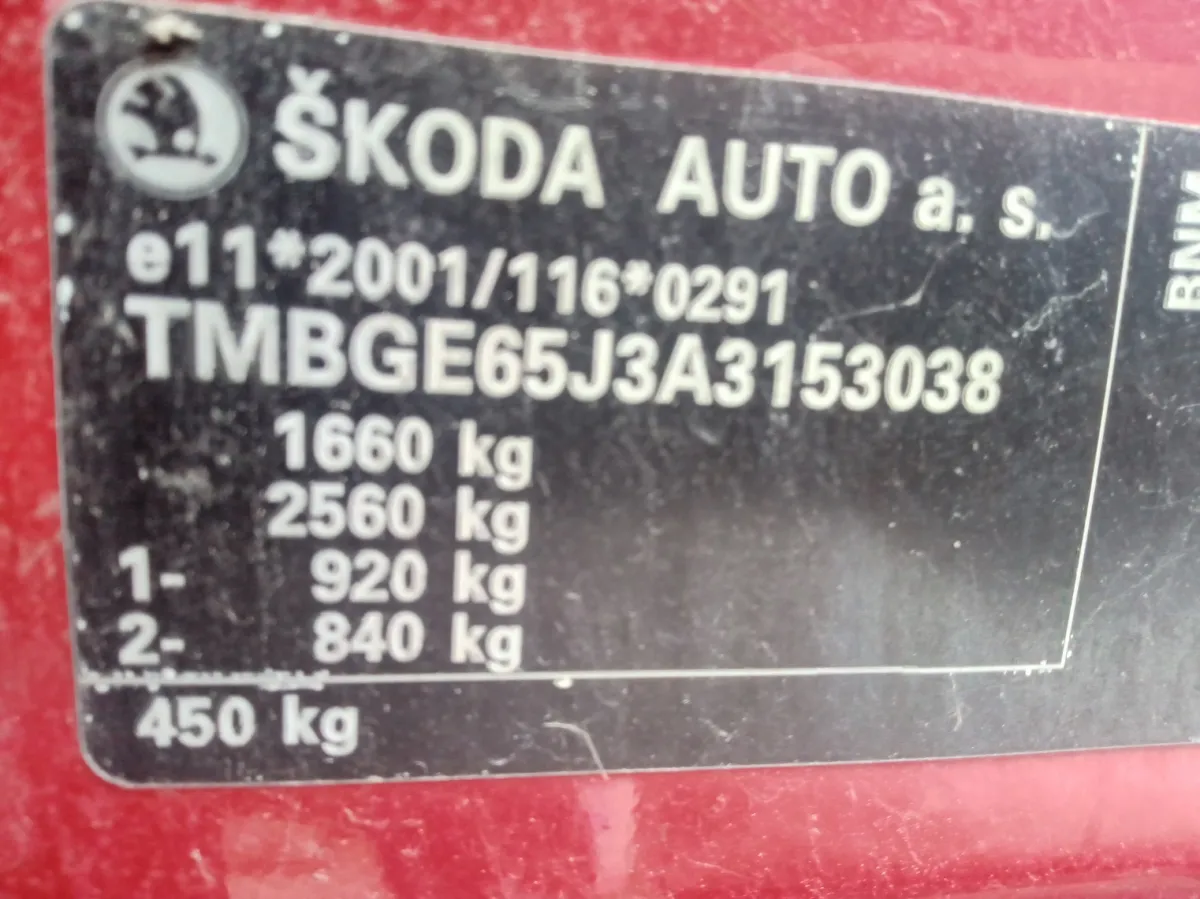 ŠKODA AUTO a. s.
e11*2001/116*0291
TMBGE65J3A3153038
1660 kg
2560 kg
1- 920 kg
2- 840 kg
450 kg
BNM